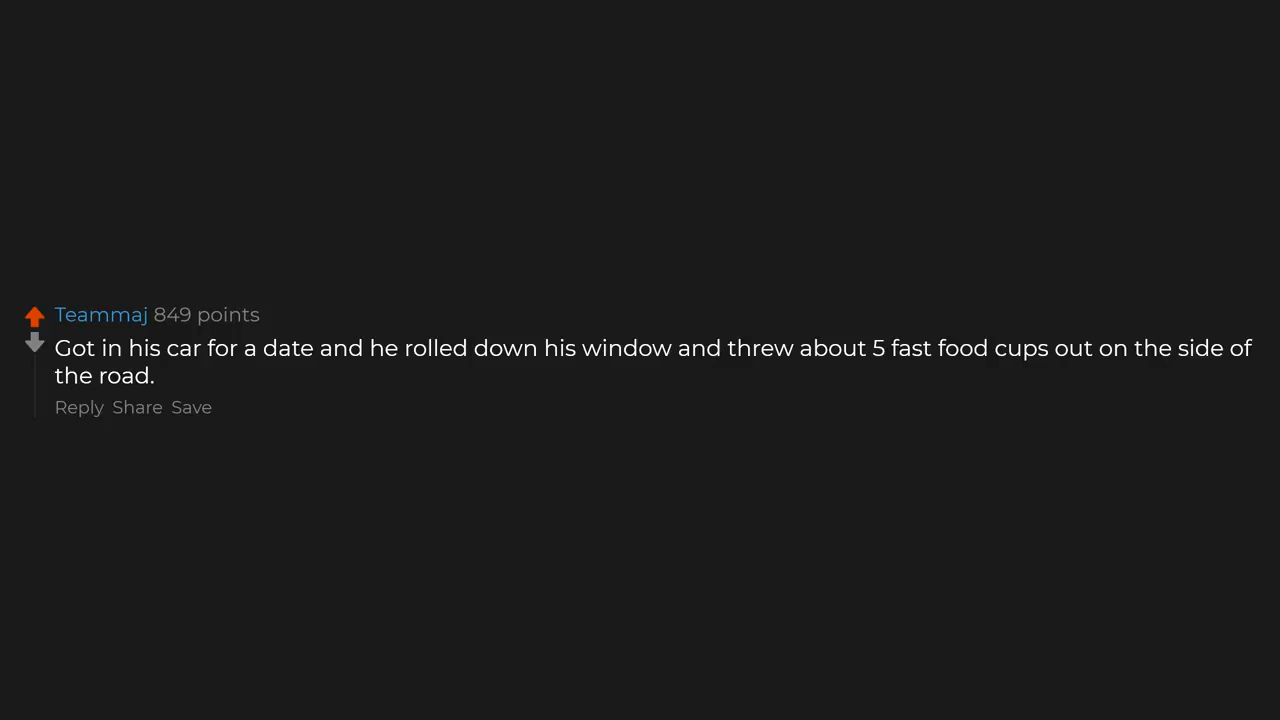 Teammaj 849 points
Got in his car for a date and he rolled down his window and threw about 5 fast food cups out on the side of
the road.
Reply Share Save